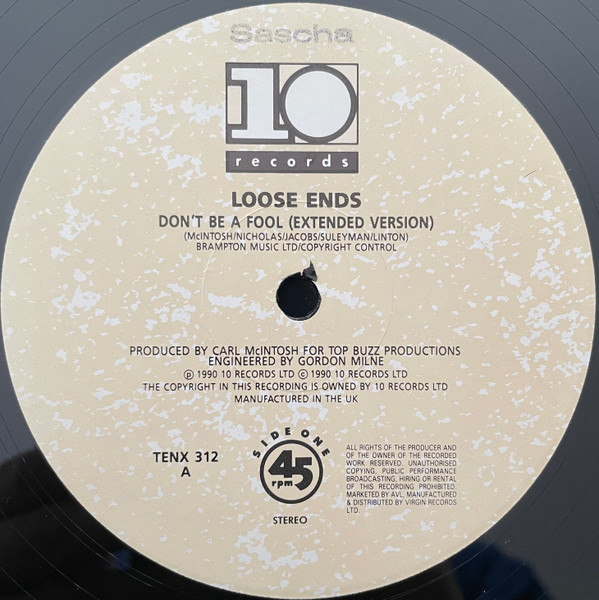 Sascha
10
records
LOOSE ENDS
DON'T BE A FOOL (EXTENDED VERSION)
(McINTOSH/NICHOLAS/JACOBS/SULEYMAN/LINTON)
BRAMPTON MUSIC LTD/COPYRIGHT CONTROL
PRODUCED BY CARL McINTOSH FOR TOP BUZZ PRODUCTIONS
ENGINEERED BY GORDON MILNE
℗ 1990 10 RECORDS LTD © 1990 10 RECORDS LTD
THE COPYRIGHT IN THIS RECORDING IS OWNED BY 10 RECORDS LTD
MANUFACTURED IN THE UK
TENX 312
A
SIDE ONE
45
rpm
STEREO
ALL RIGHTS OF THE PRODUCER AND
OF THE OWNER OF THE RECORDED
WORK RESERVED. UNAUTHORISED
COPYING, PUBLIC PERFORMANCE
BROADCASTING, HIRING OR RENTAL
OF THIS RECORDING PROHIBITED.
MARKETED BY AVL, MANUFACTURED
& DISTRIBUTED BY VIRGIN RECORDS
LTD.